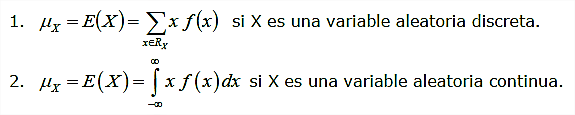 1. μ_X = E(X) = ∑_{x∈R_X} x f(x) si X es una variable aleatoria discreta.
2. μ_X = E(X) = ∫_{-∞}^{∞} x f(x) dx si X es una variable aleatoria continua.